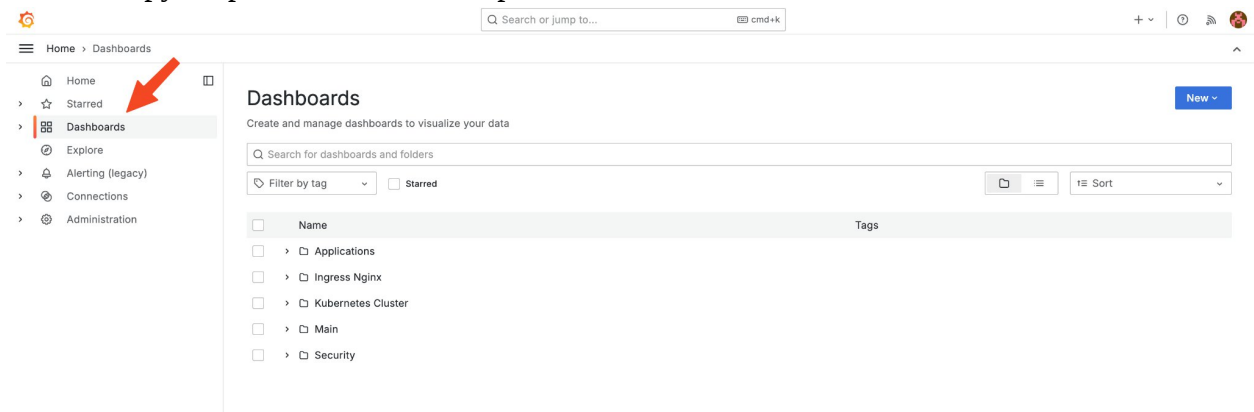 Search or jump to... cmd+k
Home › Dashboards
Home
Starred
Dashboards
Explore
Alerting (legacy)
Connections
Administration
Dashboards
New
Create and manage dashboards to visualize your data
Search for dashboards and folders
Filter by tag Starred Sort
Name Tags
Applications
Ingress Nginx
Kubernetes Cluster
Main
Security